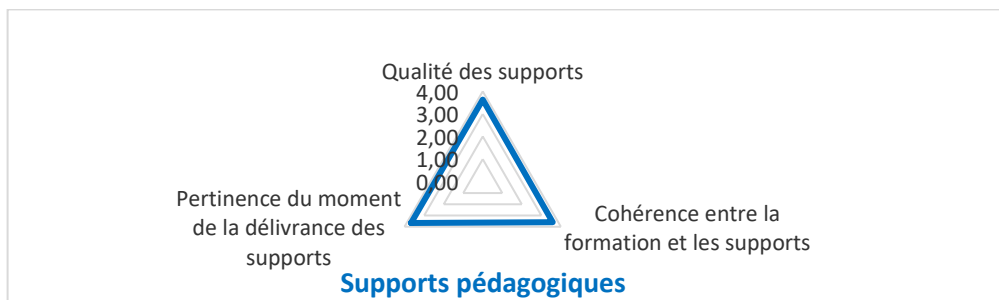 Qualité des supports
4,00
3,00
2,00
1,00
0,00
Pertinence du moment
de la délivrance des
supports
Cohérence entre la
formation et les supports
Supports pédagogiques